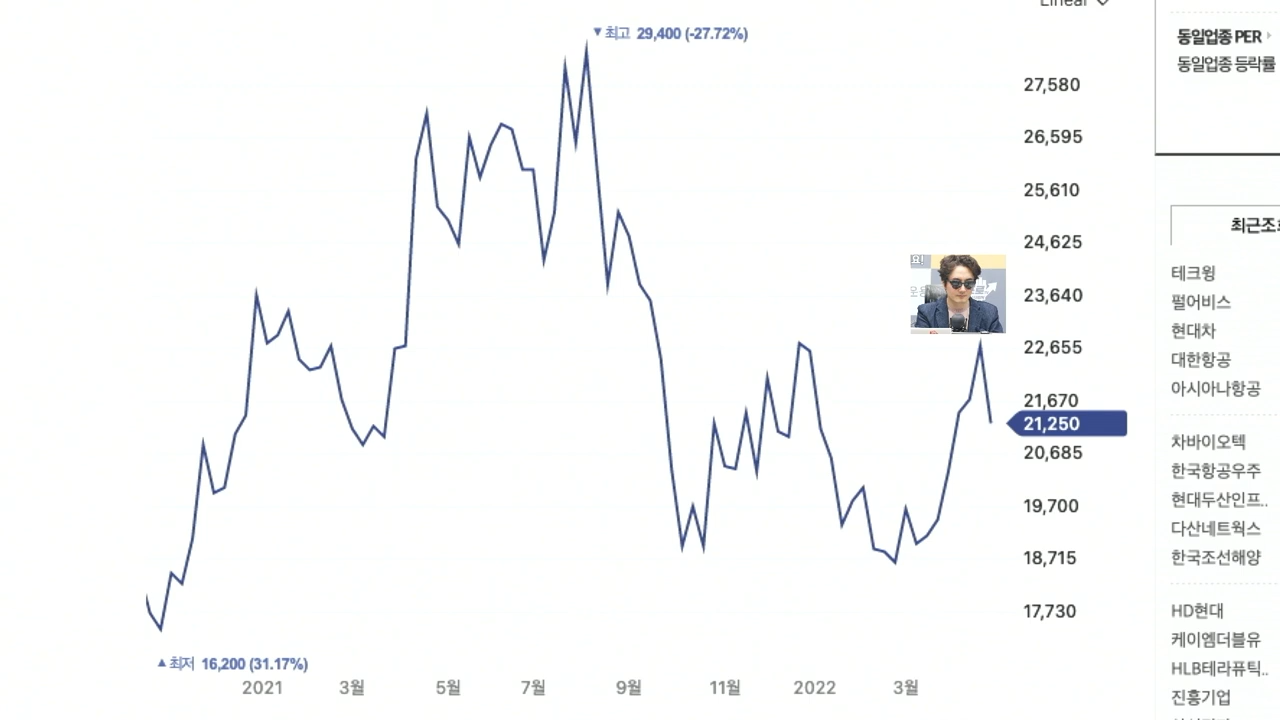 Linear
▼최고 29,400 (-27.72%)
27,580
26,595
25,610
24,625
23,640
22,655
21,670
21,250
20,685
19,700
18,715
17,730
▲최저 16,200 (31.17%)
2021 3월 5월 7월 9월 11월 2022 3월
요!
동일업종 PER
동일업종 등락률
최근조회
테크윙
펄어비스
현대차
대한항공
아시아나항공
차바이오텍
한국항공우주
현대두산인프..
다산네트웍스
한국조선해양
HD현대
케이엠더블유
HLB테라퓨틱..
진흥기업